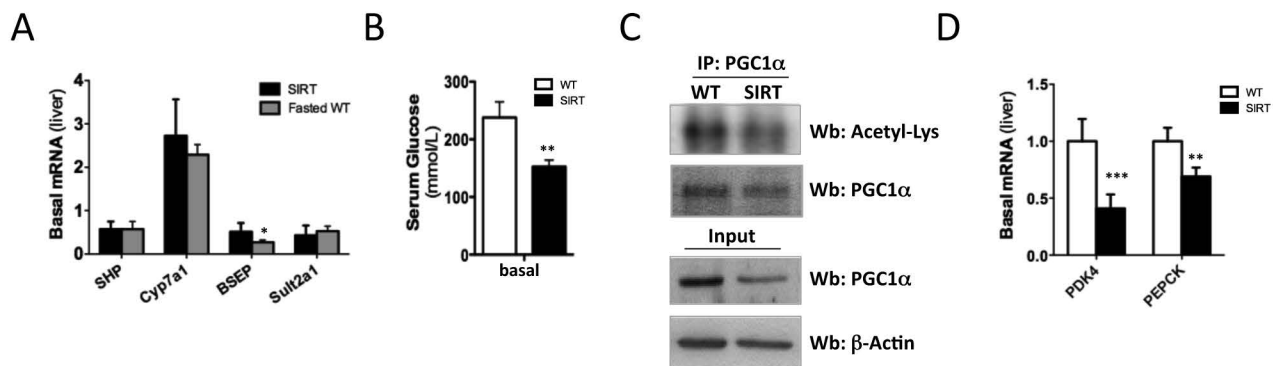 A
Basal mRNA (liver)
4
3
2
1
0
SIRT
Fasted WT
*
SHP
Cyp7a1
BSEP
Sult2a1
B
Serum Glucose
(mmol/L)
300
200
100
0
WT
SIRT
**
basal
C
IP: PGC1α
WT SIRT
Wb: Acetyl-Lys
Wb: PGC1α
Input
Wb: PGC1α
Wb: β-Actin
D
Basal mRNA (liver)
1.5
1.0
0.5
0.0
WT
SIRT
***
**
PDK4
PEPCK